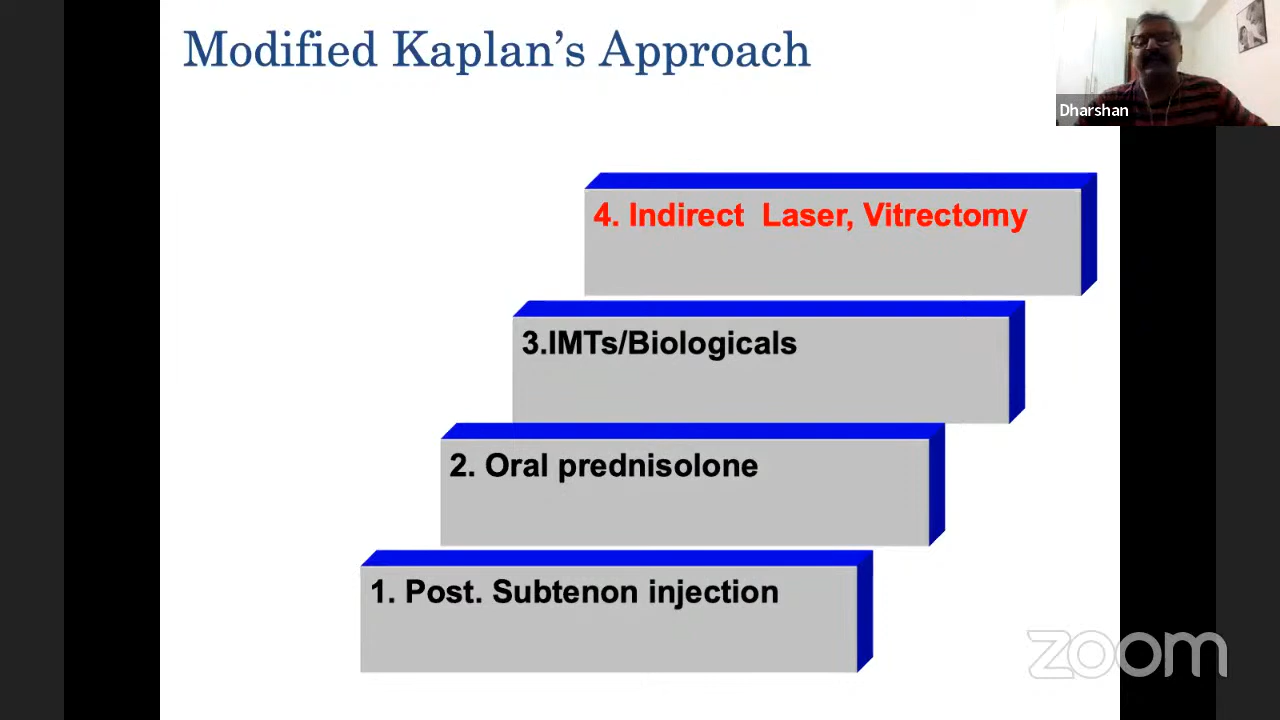 Modified Kaplan's Approach
Dharshan
4. Indirect  Laser, Vitrectomy
3.IMTs/Biologicals
2. Oral prednisolone
1. Post. Subtenon injection
zoom